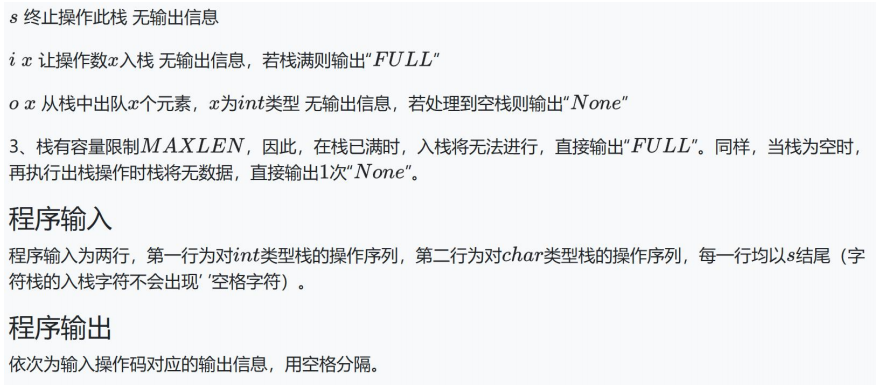 s 终止操作此栈 无输出信息
i x 让操作数x入栈 无输出信息，若栈满则输出“FULL”
o x 从栈中出队x个元素，x为int类型 无输出信息，若处理到空栈则输出“None”
3、栈有容量限制MAXLEN，因此，在栈已满时，入栈将无法进行，直接输出“FULL”。同样，当栈为空时，
再执行出栈操作时栈将无数据，直接输出1次“None”。
程序输入
程序输入为两行，第一行为对int类型栈的操作序列，第二行为对char类型栈的操作序列，每一行均以s结尾（字
符栈的入栈字符不会出现' '空格字符）。
程序输出
依次为输入操作码对应的输出信息，用空格分隔。